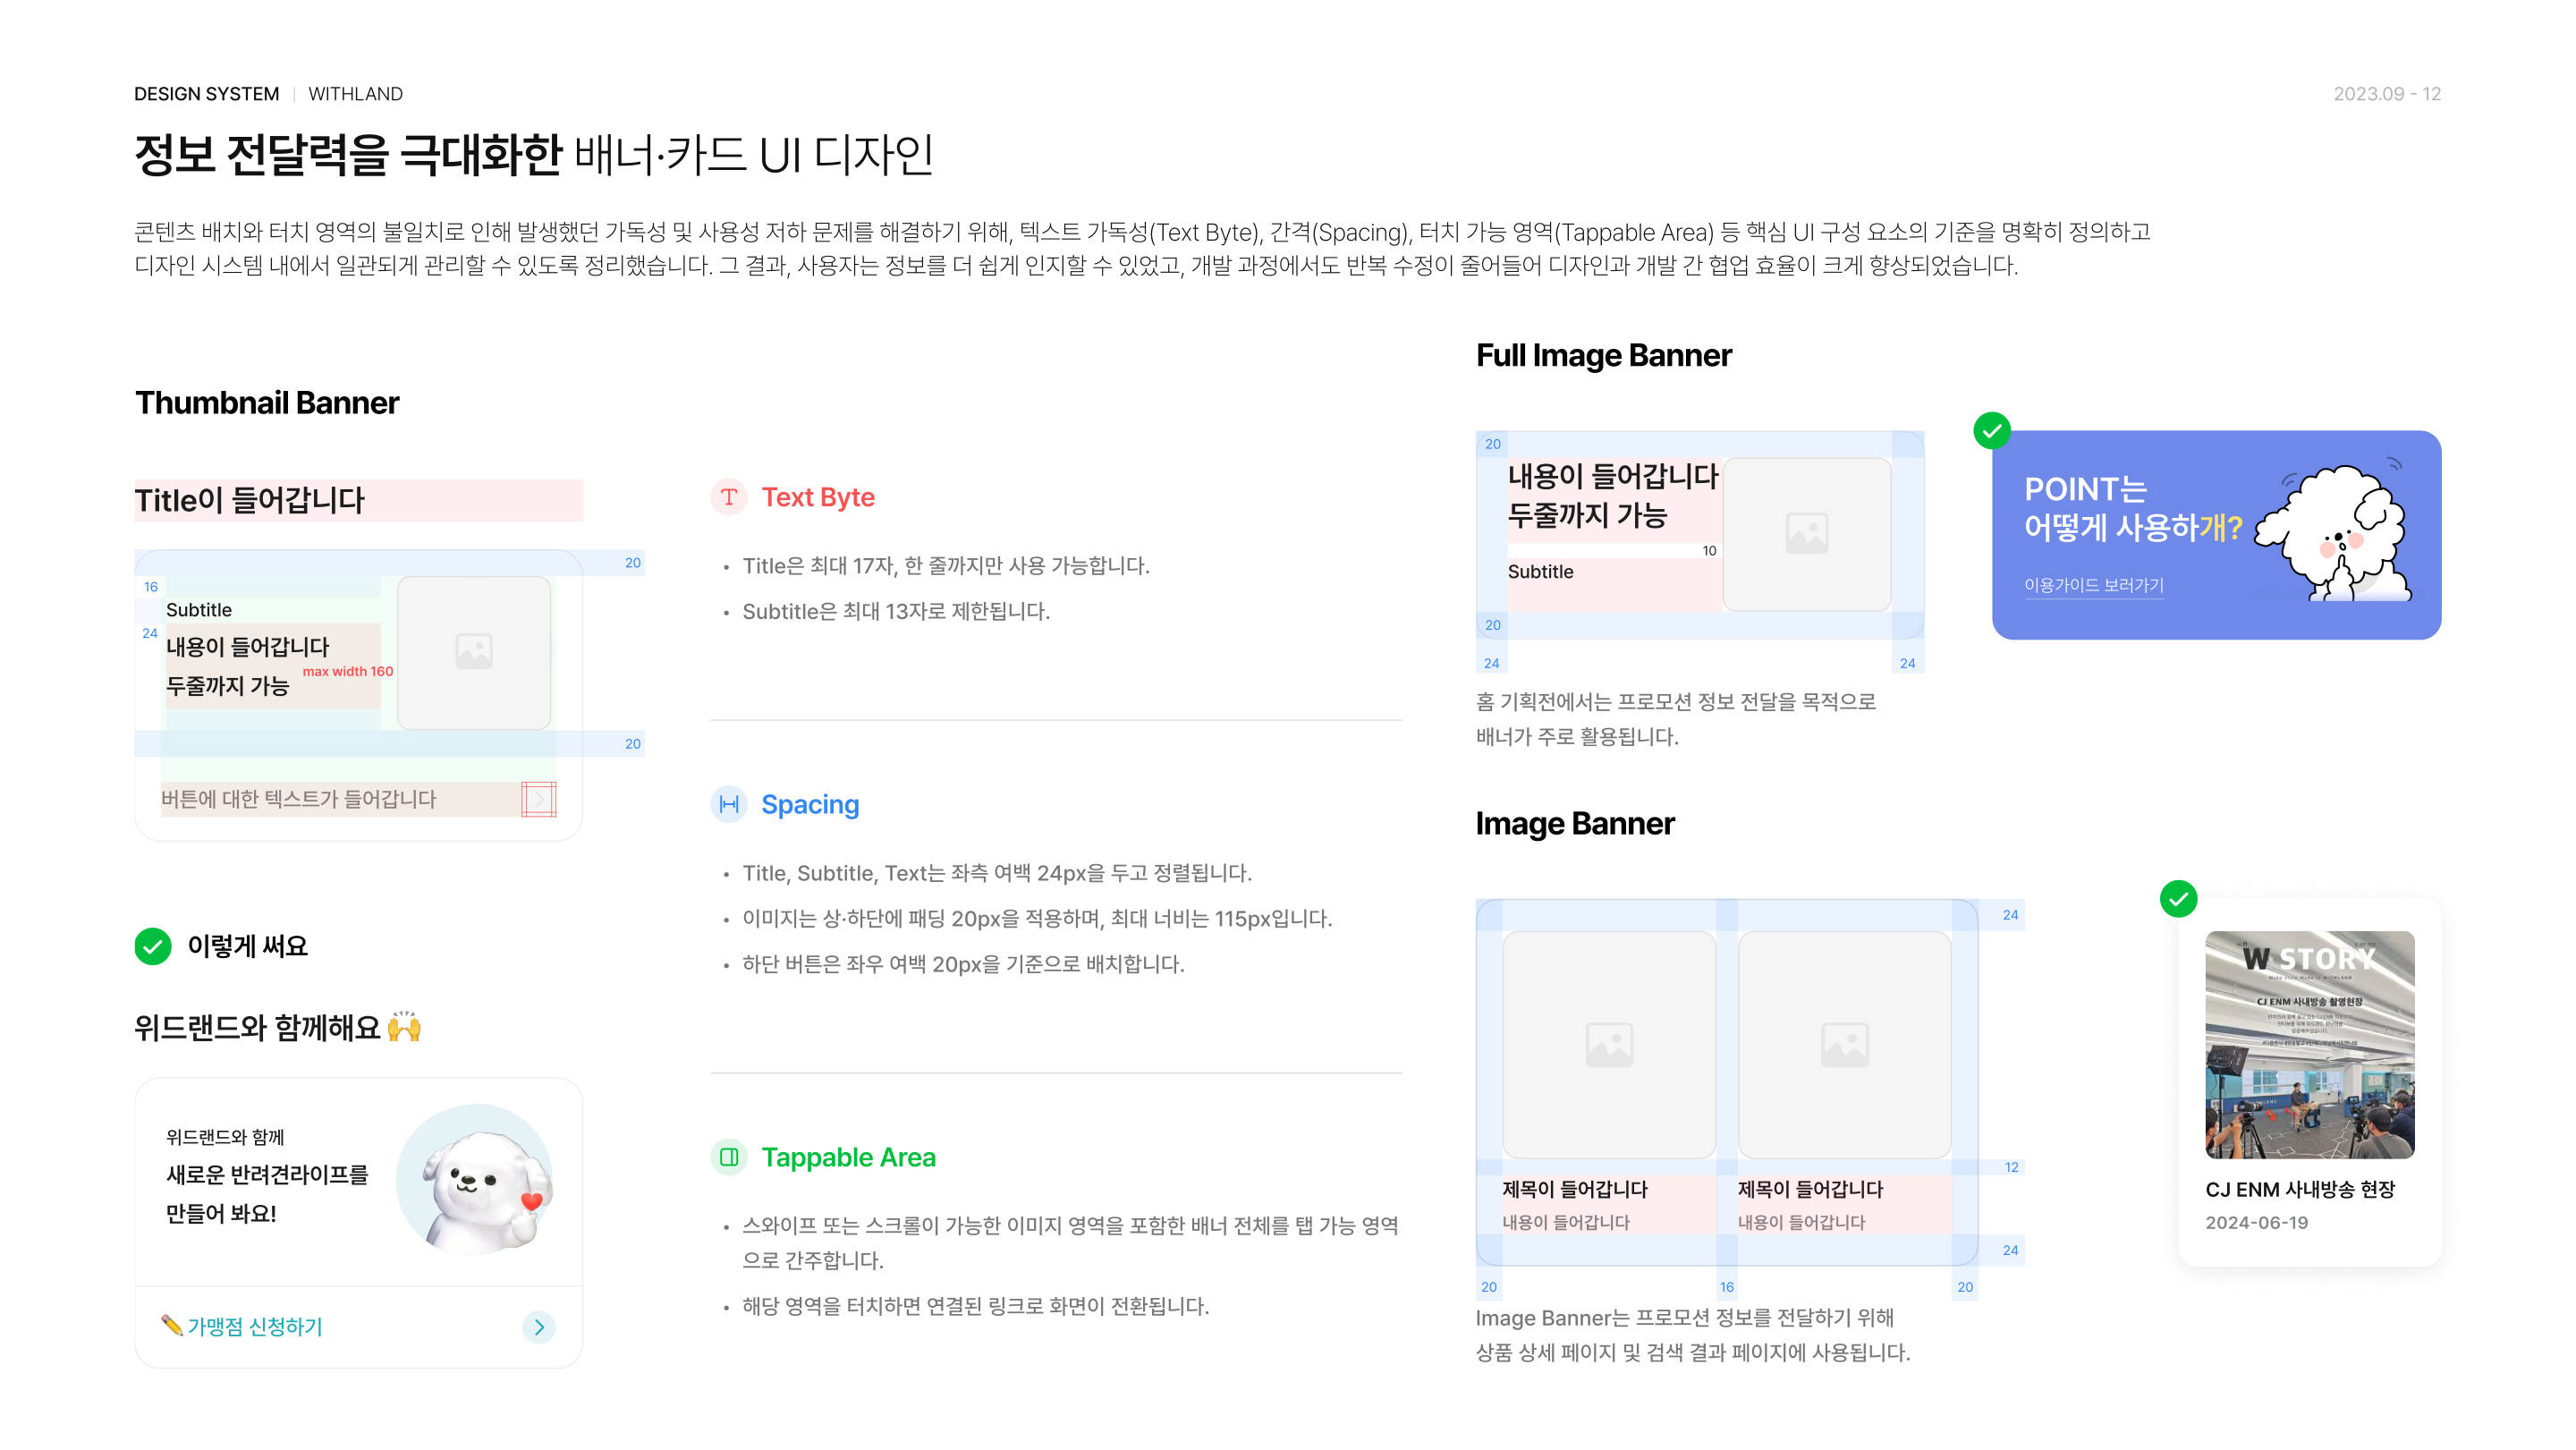 DESIGN SYSTEM | WITHLAND
2023.09 - 12
정보 전달력을 극대화한 배너·카드 UI 디자인
콘텐츠 배치와 터치 영역의 불일치로 인해 발생했던 가독성 및 사용성 저하 문제를 해결하기 위해, 텍스트 가독성(Text Byte), 간격(Spacing), 터치 가능 영역(Tappable Area) 등 핵심 UI 구성 요소의 기준을 명확히 정의하고
디자인 시스템 내에서 일관되게 관리할 수 있도록 정리했습니다. 그 결과, 사용자는 정보를 더 쉽게 인지할 수 있었고, 개발 과정에서도 반복 수정이 줄어들어 디자인과 개발 간 협업 효율이 크게 향상되었습니다.
Thumbnail Banner
Title이 들어갑니다
20
16
Subtitle
24
내용이 들어갑니다
max width 160
두줄까지 가능
20
버튼에 대한 텍스트가 들어갑니다
이렇게 써요
위드랜드와 함께해요 🙌
위드랜드와 함께
새로운 반려견라이프를
만들어 봐요!
✏️ 가맹점 신청하기
Text Byte
• Title은 최대 17자, 한 줄까지만 사용 가능합니다.
• Subtitle은 최대 13자로 제한됩니다.
Spacing
• Title, Subtitle, Text는 좌측 여백 24px을 두고 정렬됩니다.
• 이미지는 상·하단에 패딩 20px을 적용하며, 최대 너비는 115px입니다.
• 하단 버튼은 좌우 여백 20px을 기준으로 배치합니다.
Tappable Area
• 스와이프 또는 스크롤이 가능한 이미지 영역을 포함한 배너 전체를 탭 가능 영역
으로 간주합니다.
• 해당 영역을 터치하면 연결된 링크로 화면이 전환됩니다.
Full Image Banner
20
내용이 들어갑니다
두줄까지 가능
10
Subtitle
20
24
24
POINT는
어떻게 사용하개?
이용가이드 보러가기
홈 기획전에서는 프로모션 정보 전달을 목적으로
배너가 주로 활용됩니다.
Image Banner
24
12
제목이 들어갑니다
내용이 들어갑니다
제목이 들어갑니다
내용이 들어갑니다
24
20
16
20
Image Banner는 프로모션 정보를 전달하기 위해
상품 상세 페이지 및 검색 결과 페이지에 사용됩니다.
W STORY
CJ ENM 사내방송 촬영현장
CJ ENM 사내방송 현장
2024-06-19